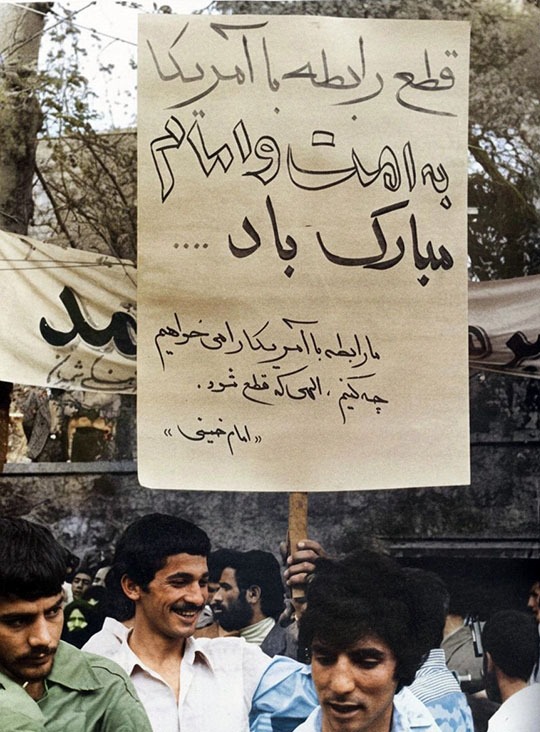 قطع رابطه با آمریکا
به امت و امام
مبارک باد ....
ما رابطه با آمریکا را می خواهیم
چه کنیم ، الهی که قطع شود .
«امام خمینی»